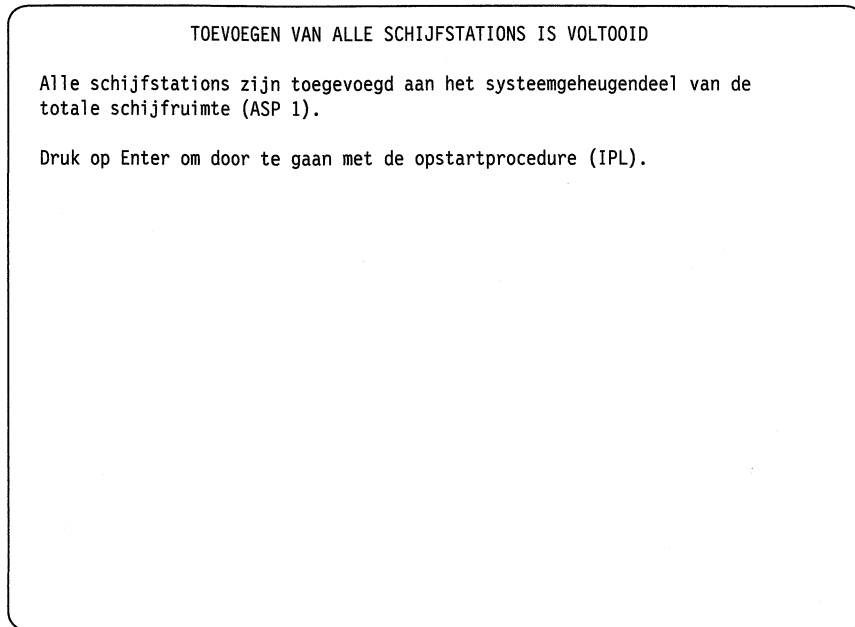 TOEVOEGEN VAN ALLE SCHIJFSTATIONS IS VOLTOOID
Alle schijfstations zijn toegevoegd aan het systeemgeheugendeel van de
totale schijfruimte (ASP 1).
Druk op Enter om door te gaan met de opstartprocedure (IPL).